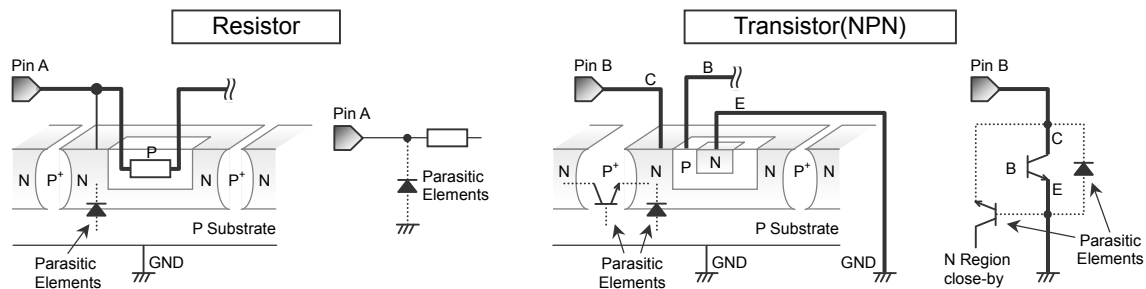 Resistor
Pin A
P
N
P+
N
N
P+
N
P Substrate
Parasitic
Elements
GND
Pin A
Parasitic
Elements
Transistor(NPN)
Pin B
C
B
E
N
P+
N
P
N
N
P+
N
P Substrate
Parasitic
Elements
GND
GND
Pin B
C
B
E
N Region
close-by
Parasitic
Elements